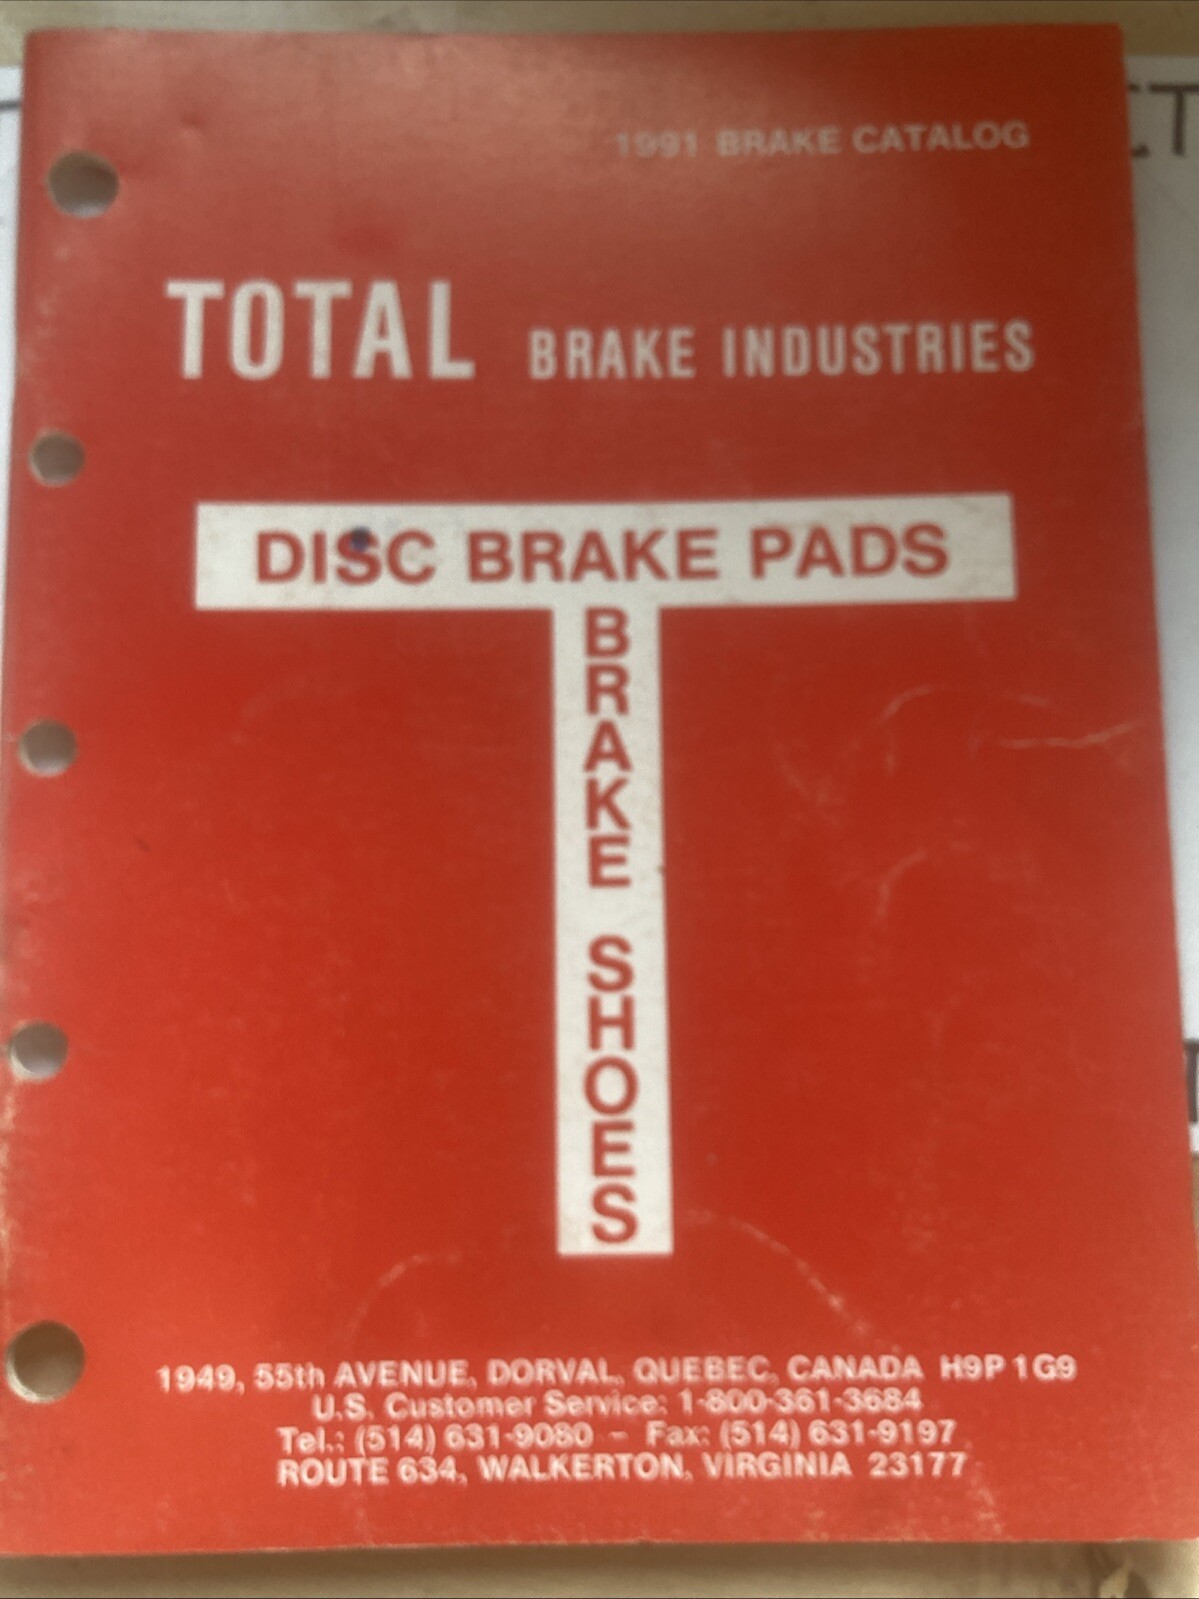 1991 BRAKE CATALOG
TOTAL BRAKE INDUSTRIES
DISC BRAKE PADS
BRAKE SHOES
1949, 55th AVENUE, DORVAL, QUEBEC, CANADA H9P 1G9
U.S. Customer Service: 1-800-361-3684
Tel.: (514) 631-9080 – Fax: (514) 631-9197
ROUTE 634, WALKERTON, VIRGINIA 23177